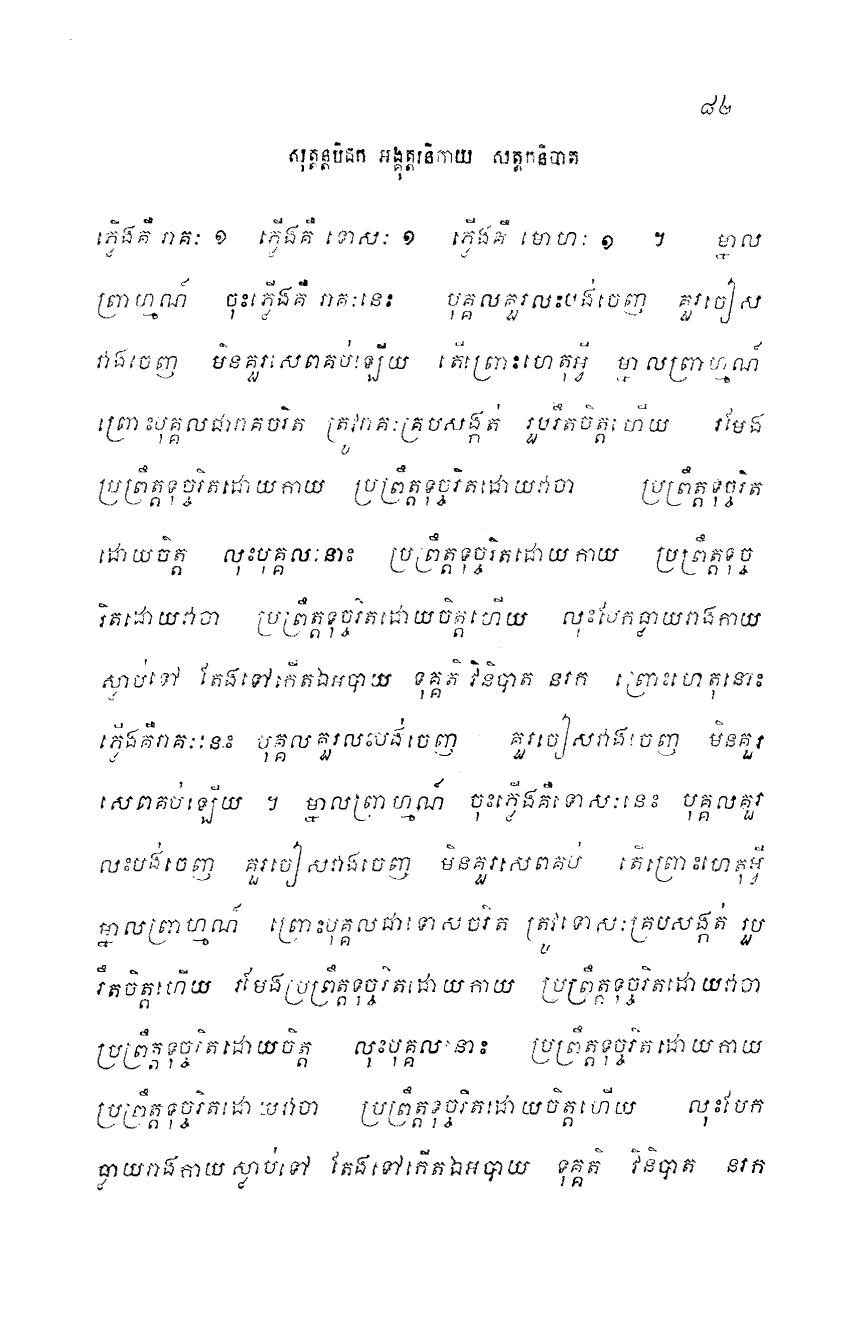 ៨២
សុត្តន្តបិដក អង្គុត្តរនិកាយ សត្តកនិបាត
ភ្លើងគឺ រាគៈ ១ ភ្លើងគឺ ទោសៈ ១ ភ្លើងគឺ មោហៈ ១ ។ ម្នាល
ព្រាហ្មណ៍ ចុះភ្លើងគឺ រាគៈនេះ បុគ្គលគួរលះបង់ចេញ គួរចៀស
វាងចេញ មិនគួរសេពគប់ឡើយ តើព្រោះហេតុអ្វី ម្នាលព្រាហ្មណ៍
ព្រោះបុគ្គលជារាគចរិត ត្រូវរាគៈគ្របសង្កត់ រួបរឹតចិត្តហើយ រមែង
ប្រព្រឹត្តទុច្ចរិតដោយកាយ ប្រព្រឹត្តទុច្ចរិតដោយវាចា ប្រព្រឹត្តទុច្ចរិត
ដោយចិត្ត លុះបុគ្គលនោះ ប្រព្រឹត្តទុច្ចរិតដោយកាយ ប្រព្រឹត្តទុច្ច
រិតដោយវាចា ប្រព្រឹត្តទុច្ចរិតដោយចិត្តហើយ លុះបែកធ្លាយរាងកាយ
ស្លាប់ទៅ តែងទៅកើតឯអបាយ ទុគ្គតិ វិនិបាត នរក ព្រោះហេតុនោះ
ភ្លើងគឺរាគៈនេះ បុគ្គលគួរលះបង់ចេញ គួរចៀសវាងចេញ មិនគួរ
សេពគប់ឡើយ ។ ម្នាលព្រាហ្មណ៍ ចុះភ្លើងគឺទោសៈនេះ បុគ្គលគួរ
លះបង់ចេញ គួរចៀសវាងចេញ មិនគួរសេពគប់ តើព្រោះហេតុអ្វី
ម្នាលព្រាហ្មណ៍ ព្រោះបុគ្គលជាទោសចរិត ត្រូវទោសៈគ្របសង្កត់ រួប
រឹតចិត្តហើយ រមែងប្រព្រឹត្តទុច្ចរិតដោយកាយ ប្រព្រឹត្តទុច្ចរិតដោយវាចា
ប្រព្រឹត្តទុច្ចរិតដោយចិត្ត លុះបុគ្គលនោះ ប្រព្រឹត្តទុច្ចរិតដោយកាយ
ប្រព្រឹត្តទុច្ចរិតដោយវាចា ប្រព្រឹត្តទុច្ចរិតដោយចិត្តហើយ លុះបែក
ធ្លាយរាងកាយស្លាប់ទៅ តែងទៅកើតឯអបាយ ទុគ្គតិ វិនិបាត នរក